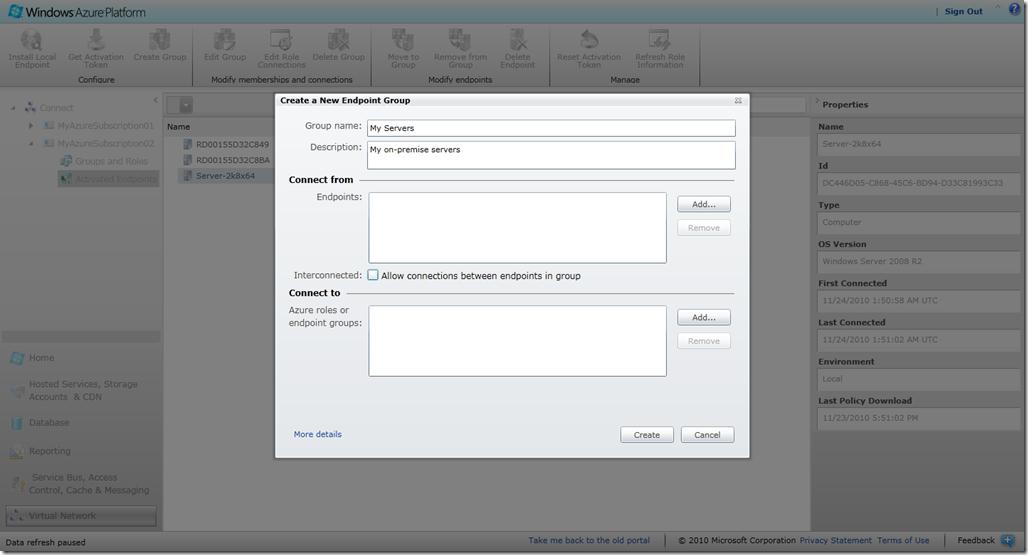 Windows Azure Platform
Sign Out
Install Local Endpoint
Get Activation Token
Create Group
Edit Group
Edit Role Connections
Delete Group
Move to Group
Remove from Group
Delete Endpoint
Reset Activation Token
Refresh Role Information
Configure
Modify memberships and connections
Modify endpoints
Manage
Connect
MyAzureSubscription01
MyAzureSubscription02
Groups and Roles
Activated Endpoints
Home
Hosted Services, Storage
Accounts & CDN
Database
Reporting
Service Bus, Access
Control, Cache & Messaging
Virtual Network
Name
RD00155D32C849
RD00155D32C8BA
Server-2k8x64
Create a New Endpoint Group
Group name: My Servers
Description: My on-premise servers
Connect from
Endpoints:
Add...
Remove
Interconnected: Allow connections between endpoints in group
Connect to
Azure roles or
endpoint groups:
Add...
Remove
More details
Create
Cancel
Properties
Name
Server-2k8x64
Id
DC446D05-C868-45C6-BD94-D33C81993C33
Type
Computer
OS Version
Windows Server 2008 R2
First Connected
11/24/2010 1:50:58 AM UTC
Last Connected
11/24/2010 1:51:02 AM UTC
Environment
Local
Last Policy Download
11/23/2010 5:51:02 PM
Data refresh paused
Take me back to the old portal
© 2010 Microsoft Corporation
Privacy Statement
Terms of Use
Feedback